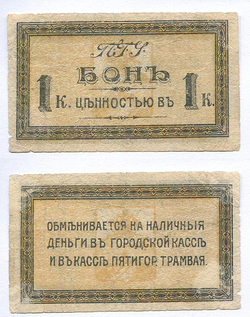 П.Г.У.
БОНЪ
1 К. ЦѢННОСТЬЮ ВЪ 1 К.
ОБМѢНИВАЕТСЯ НА НАЛИЧНЫЯ
ДЕНЬГИ ВЪ ГОРОДСКОЙ КАССѢ
И ВЪ КАССѢ ПЯТИГОР. ТРАМВАЯ.